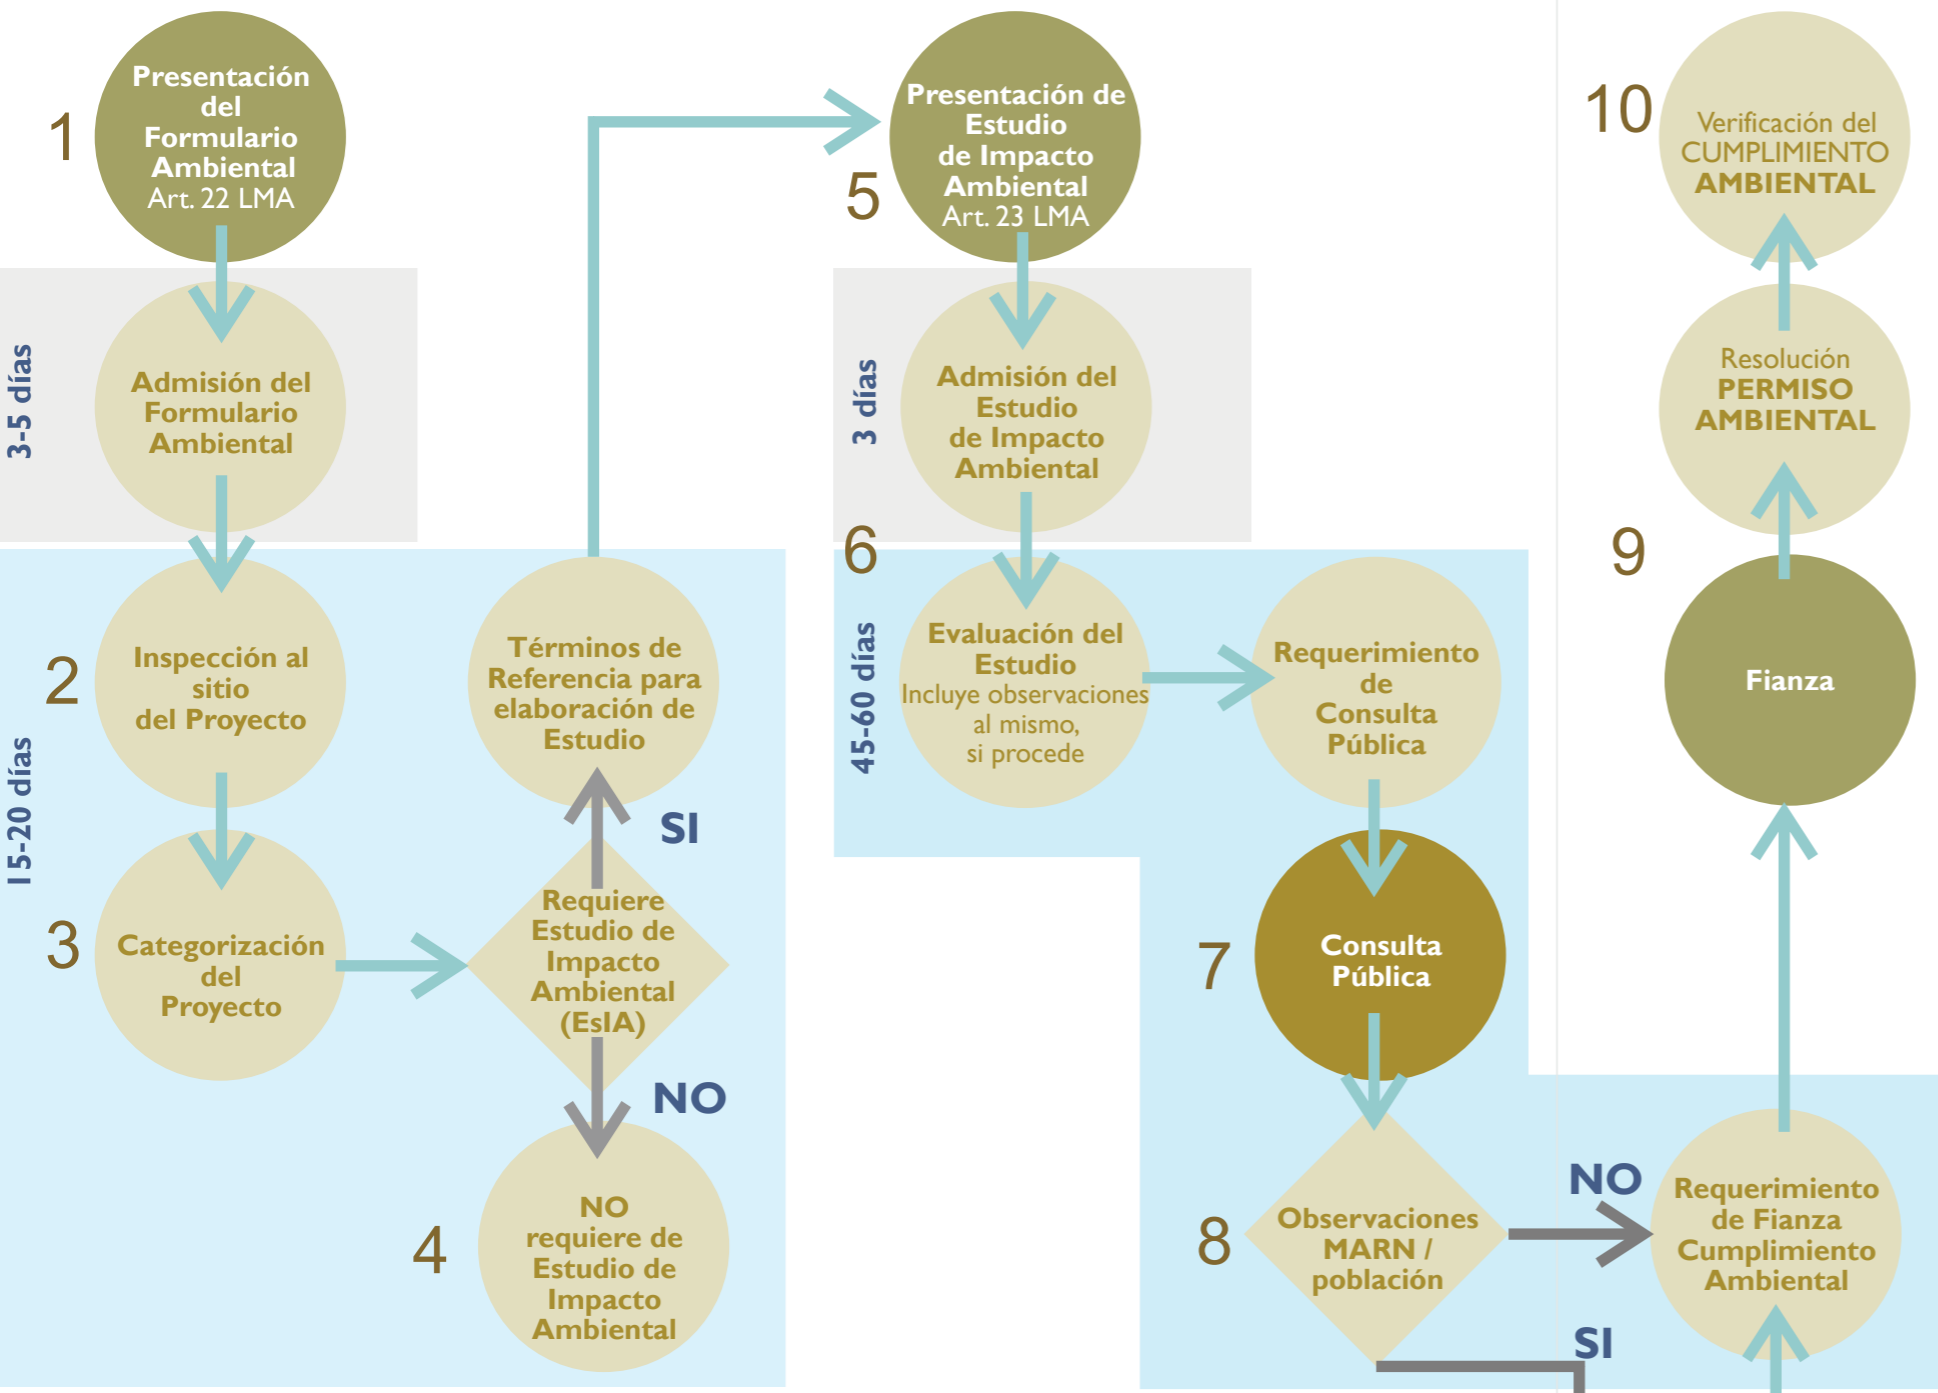 1
Presentación
del
Formulario
Ambiental
Art. 22 LMA
3-5 días
Admisión del
Formulario
Ambiental
2
Inspección al
sitio
del Proyecto
15-20 días
3
Categorización
del
Proyecto
Términos de
Referencia para
elaboración de
Estudio
SI
Requiere
Estudio de
Impacto
Ambiental
(EsIA)
NO
4
NO
requiere de
Estudio de
Impacto
Ambiental
5
Presentación de
Estudio
de Impacto
Ambiental
Art. 23 LMA
3 días
Admisión del
Estudio
de Impacto
Ambiental
6
45-60 días
Evaluación del
Estudio
Incluye observaciones
al mismo,
si procede
Requerimiento
de
Consulta
Pública
7
Consulta
Pública
8
Observaciones
MARN /
población
NO
SI
Requerimiento
de Fianza
Cumplimiento
Ambiental
Fianza
9
Resolución
PERMISO
AMBIENTAL
10
Verificación del
CUMPLIMIENTO
AMBIENTAL